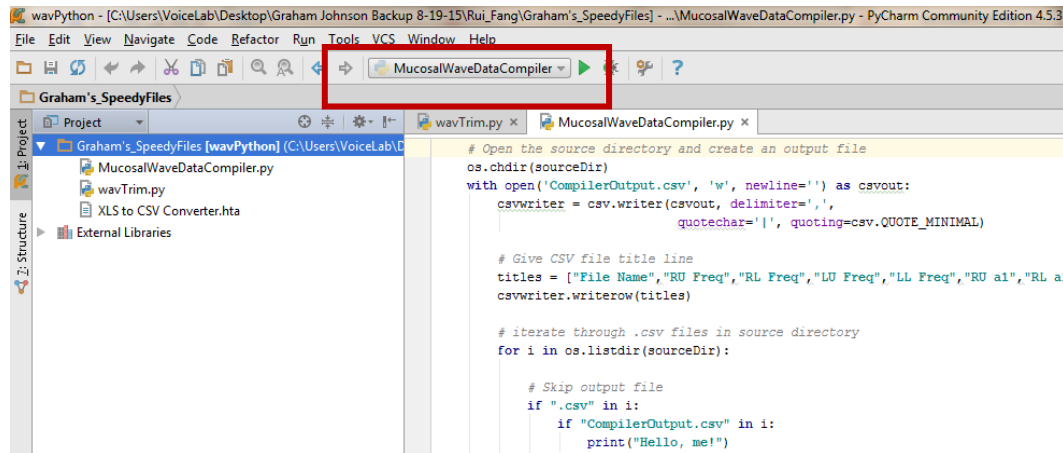 wavPython - [C:\Users\VoiceLab\Desktop\Graham Johnson Backup 8-19-15\Rui_Fang\Graham's_SpeedyFiles] - ...\MucosalWaveDataCompiler.py - PyCharm Community Edition 4.5.3
File Edit View Navigate Code Refactor Run Tools VCS Window Help
MucosalWaveDataCompiler
Graham's_SpeedyFiles
1: Project
7: Structure
Project
Graham's_SpeedyFiles [wavPython] (C:\Users\VoiceLab\D
MucosalWaveDataCompiler.py
wavTrim.py
XLS to CSV Converter.hta
External Libraries
wavTrim.py × MucosalWaveDataCompiler.py ×
# Open the source directory and create an output file
os.chdir(sourceDir)
with open('CompilerOutput.csv', 'w', newline='') as csvout:
csvwriter = csv.writer(csvout, delimiter=',',
quotechar='|', quoting=csv.QUOTE_MINIMAL)
# Give CSV file title line
titles = ["File Name","RU Freq","RL Freq","LU Freq","LL Freq","RU a1","RL a
csvwriter.writerow(titles)
# iterate through .csv files in source directory
for i in os.listdir(sourceDir):
# Skip output file
if ".csv" in i:
if "CompilerOutput.csv" in i:
print("Hello, me!")